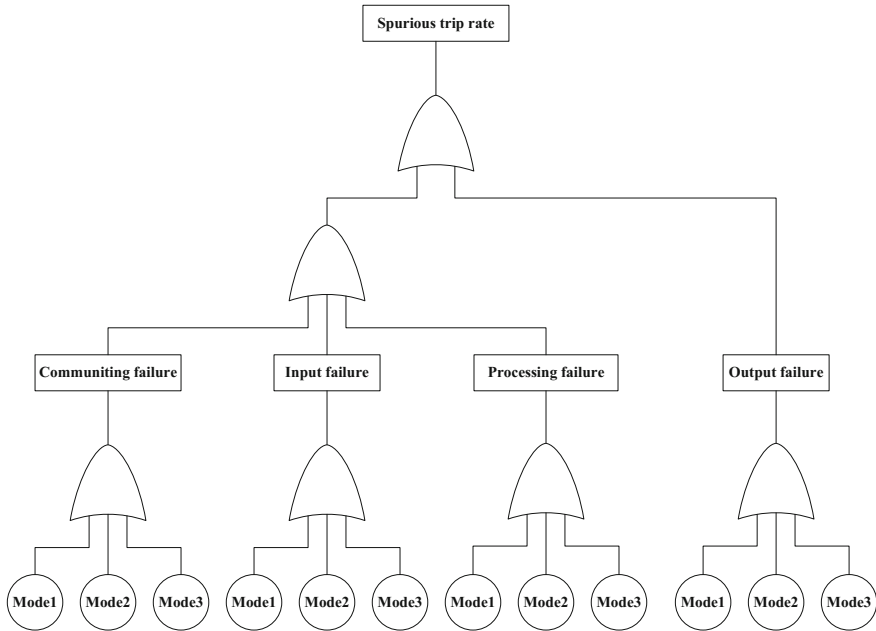 Spurious trip rate
Communiting failure
Input failure
Processing failure
Output failure
Mode1
Mode2
Mode3
Mode1
Mode2
Mode3
Mode1
Mode2
Mode3
Mode1
Mode2
Mode3